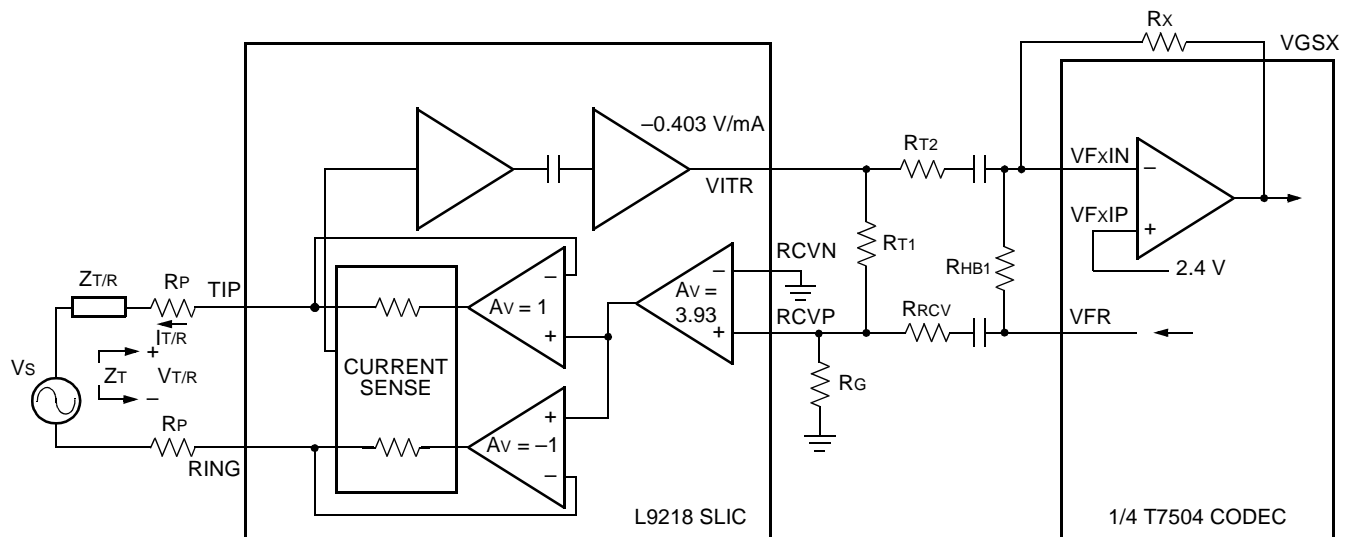 RX
VGSX
–0.403 V/mA
RT2
VFXIN
VITR
–
VFXIP
+
2.4 V
RCVN
RT1
RHB1
ZT/R
RP
TIP
–
AV = 1
+
–
AV =
3.93
+
RCVP
RRCV
VFR
IT/R
VS
+
ZT
VT/R
–
CURRENT
SENSE
RG
+
AV = –1
–
RP
RING
L9218 SLIC
1/4 T7504 CODEC